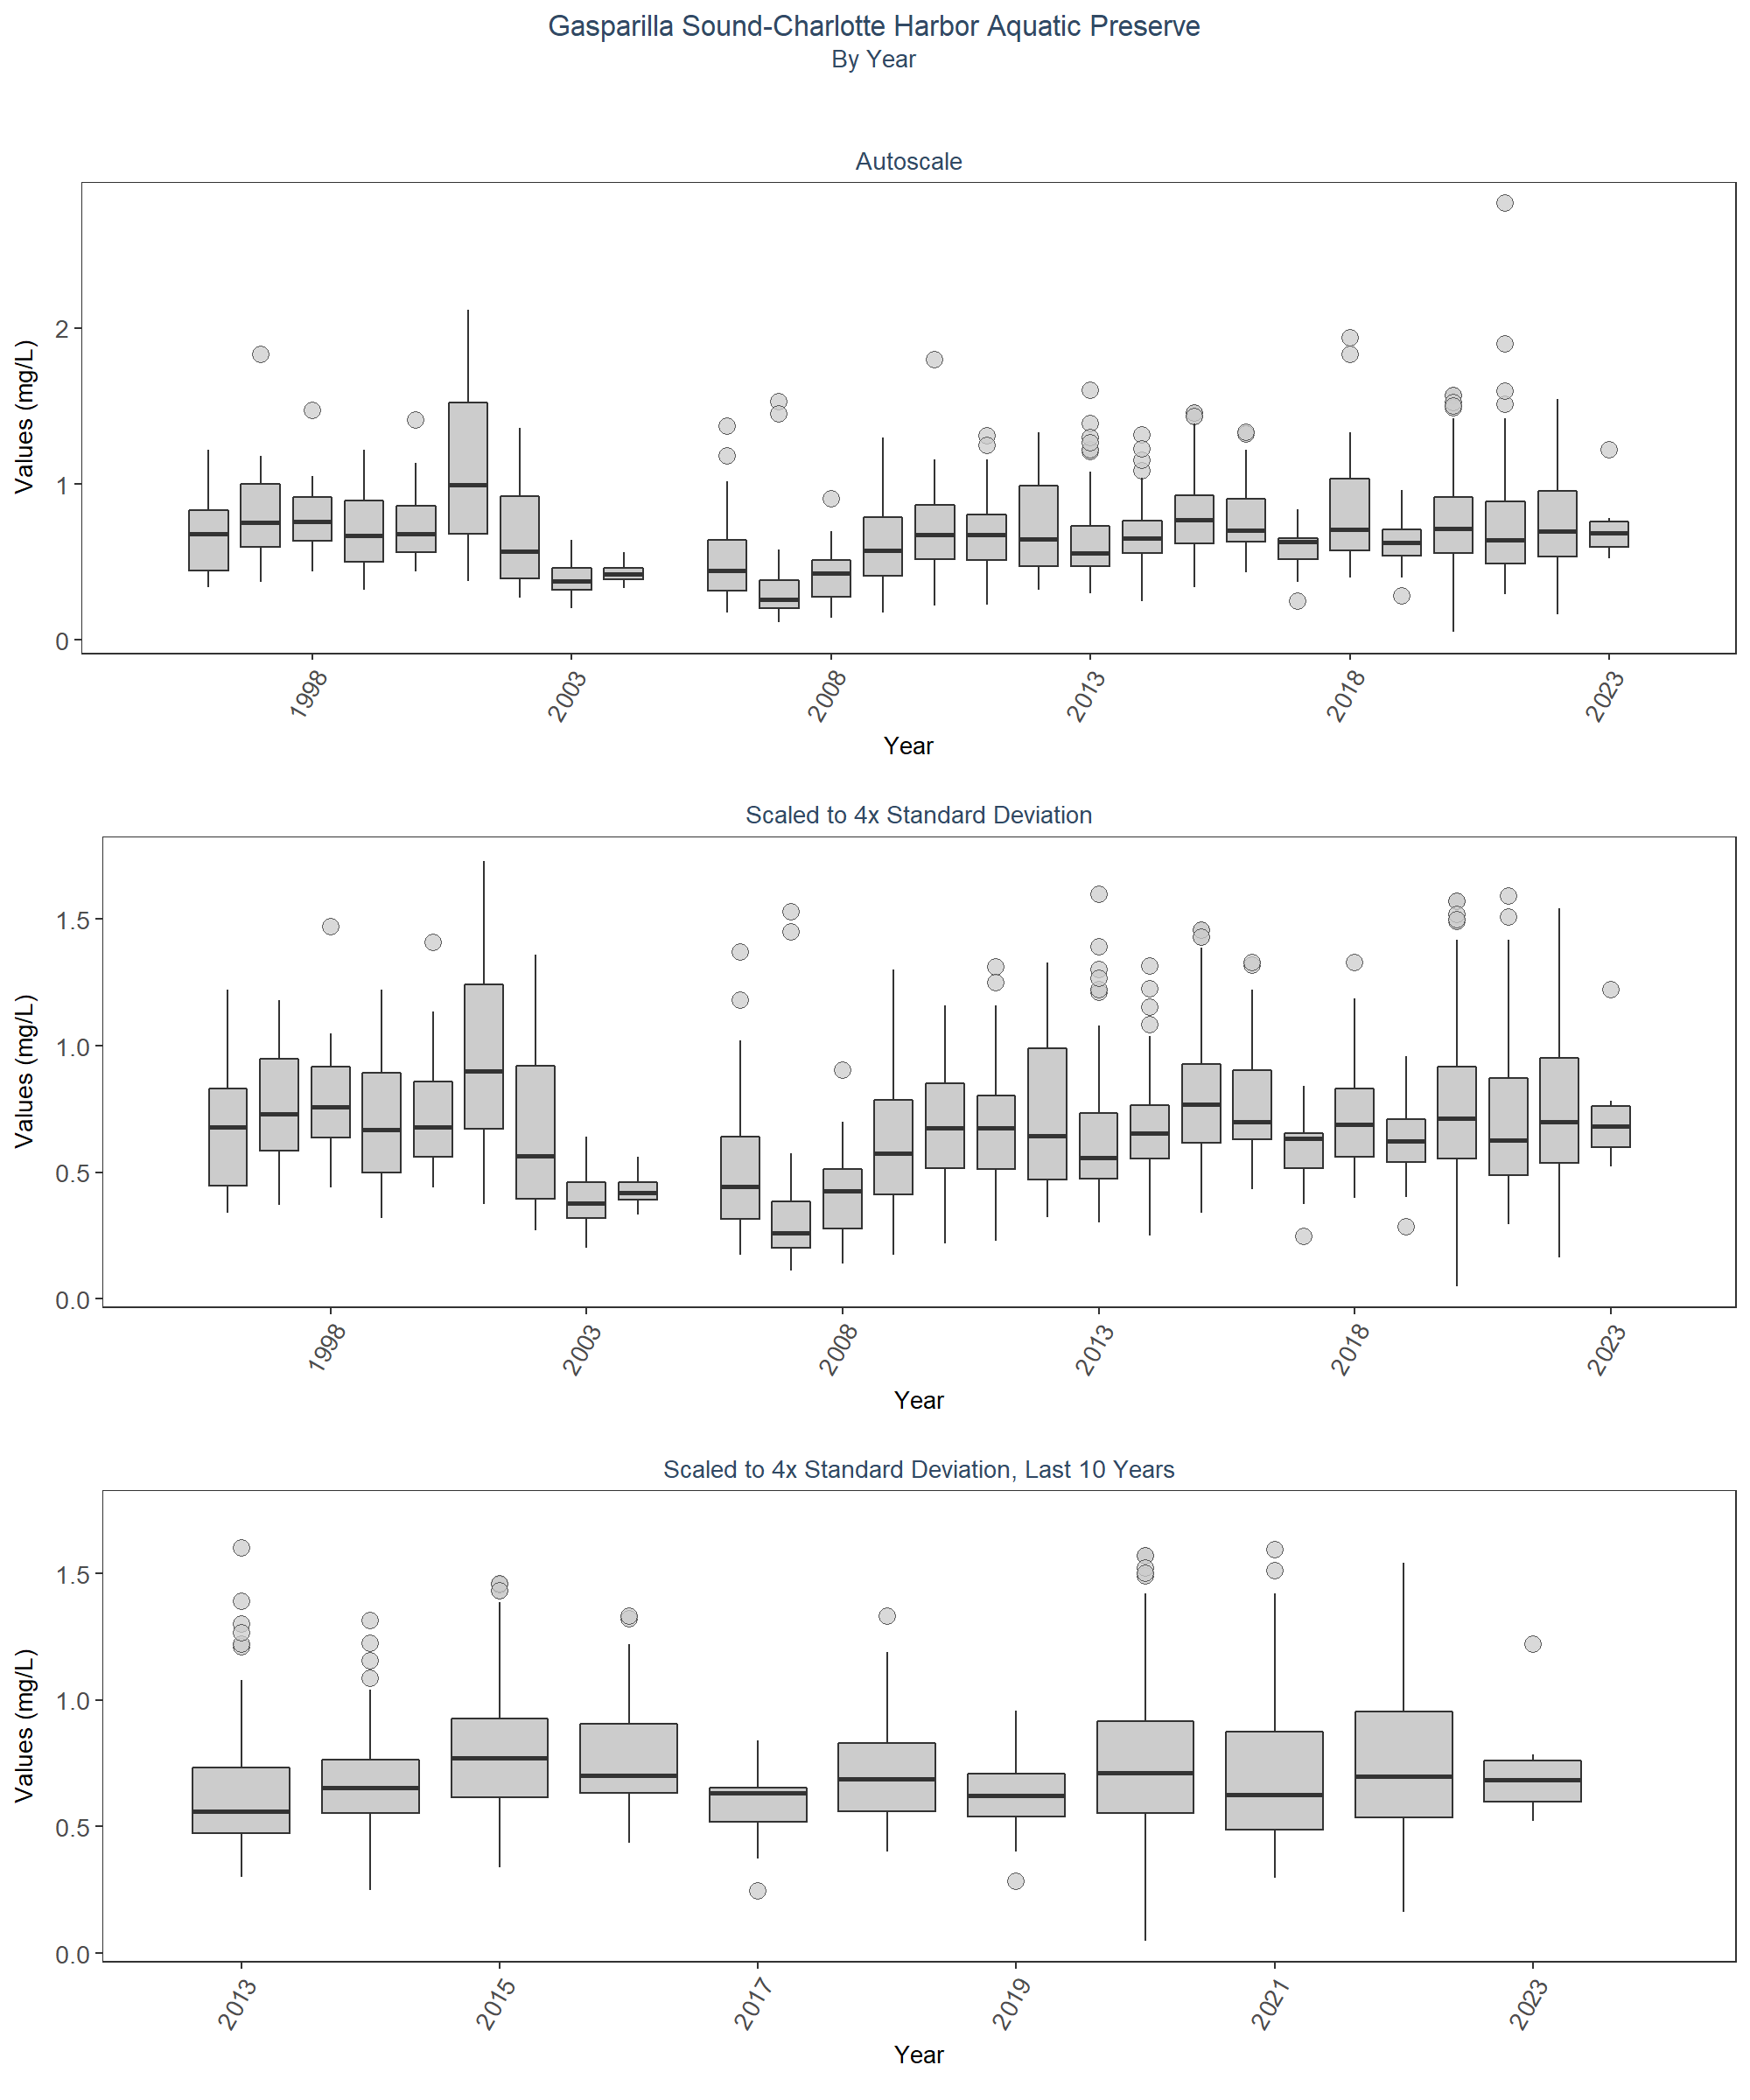 Gasparilla Sound-Charlotte Harbor Aquatic Preserve
By Year
Autoscale
Values (mg/L)
2
1
0
1998 2003 2008 2013 2018 2023
Year
Scaled to 4x Standard Deviation
Values (mg/L)
1.5
1.0
0.5
0.0
1998 2003 2008 2013 2018 2023
Year
Scaled to 4x Standard Deviation, Last 10 Years
Values (mg/L)
1.5
1.0
0.5
0.0
2013 2015 2017 2019 2021 2023
Year